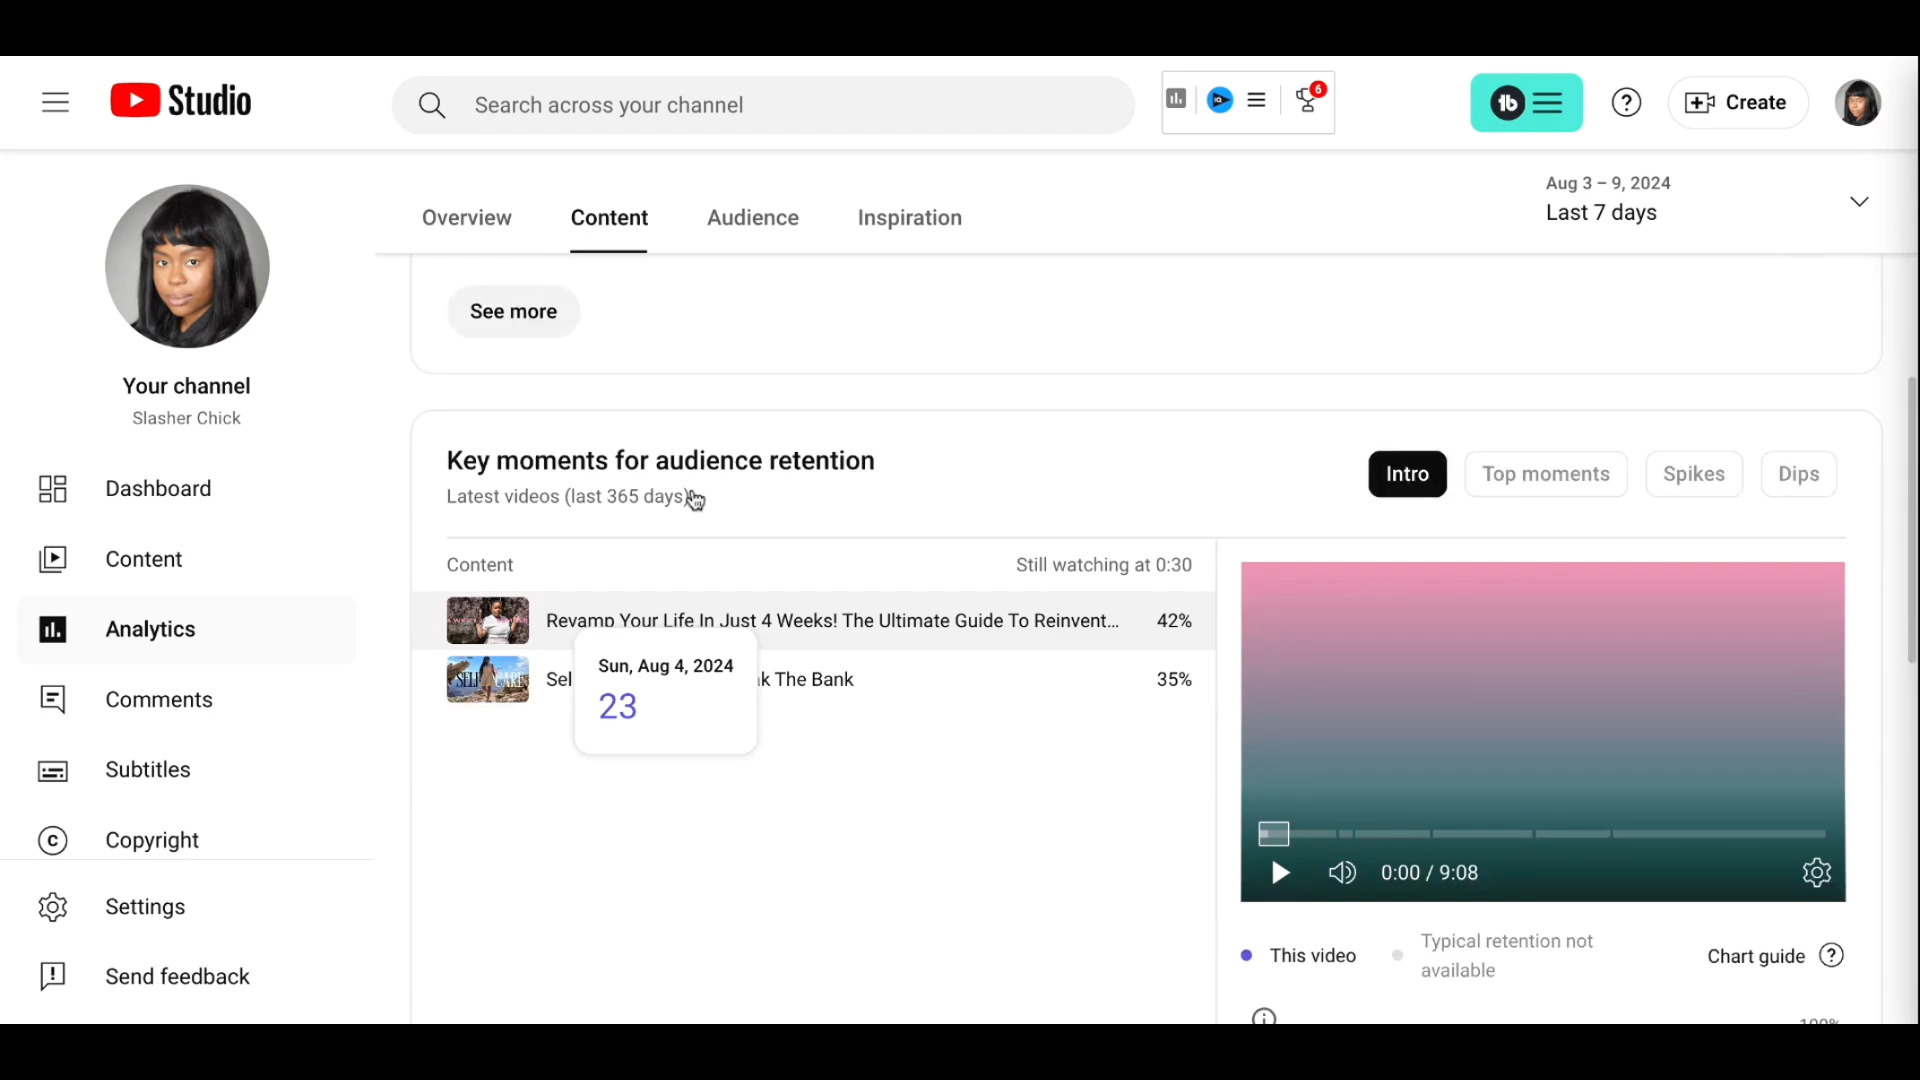 Studio
Search across your channel
6
Create
Aug 3 – 9, 2024
Last 7 days
Overview
Content
Audience
Inspiration
See more
Your channel
Slasher Chick
Dashboard
Content
Analytics
Comments
Subtitles
Copyright
Settings
Send feedback
Key moments for audience retention
Latest videos (last 365 days)
Intro
Top moments
Spikes
Dips
Content
Still watching at 0:30
Revamp Your Life In Just 4 Weeks! The Ultimate Guide To Reinvent...
42%
SELF CARE
Sel
k The Bank
35%
Sun, Aug 4, 2024
23
0:00 / 9:08
This video
Typical retention not
available
Chart guide
100%